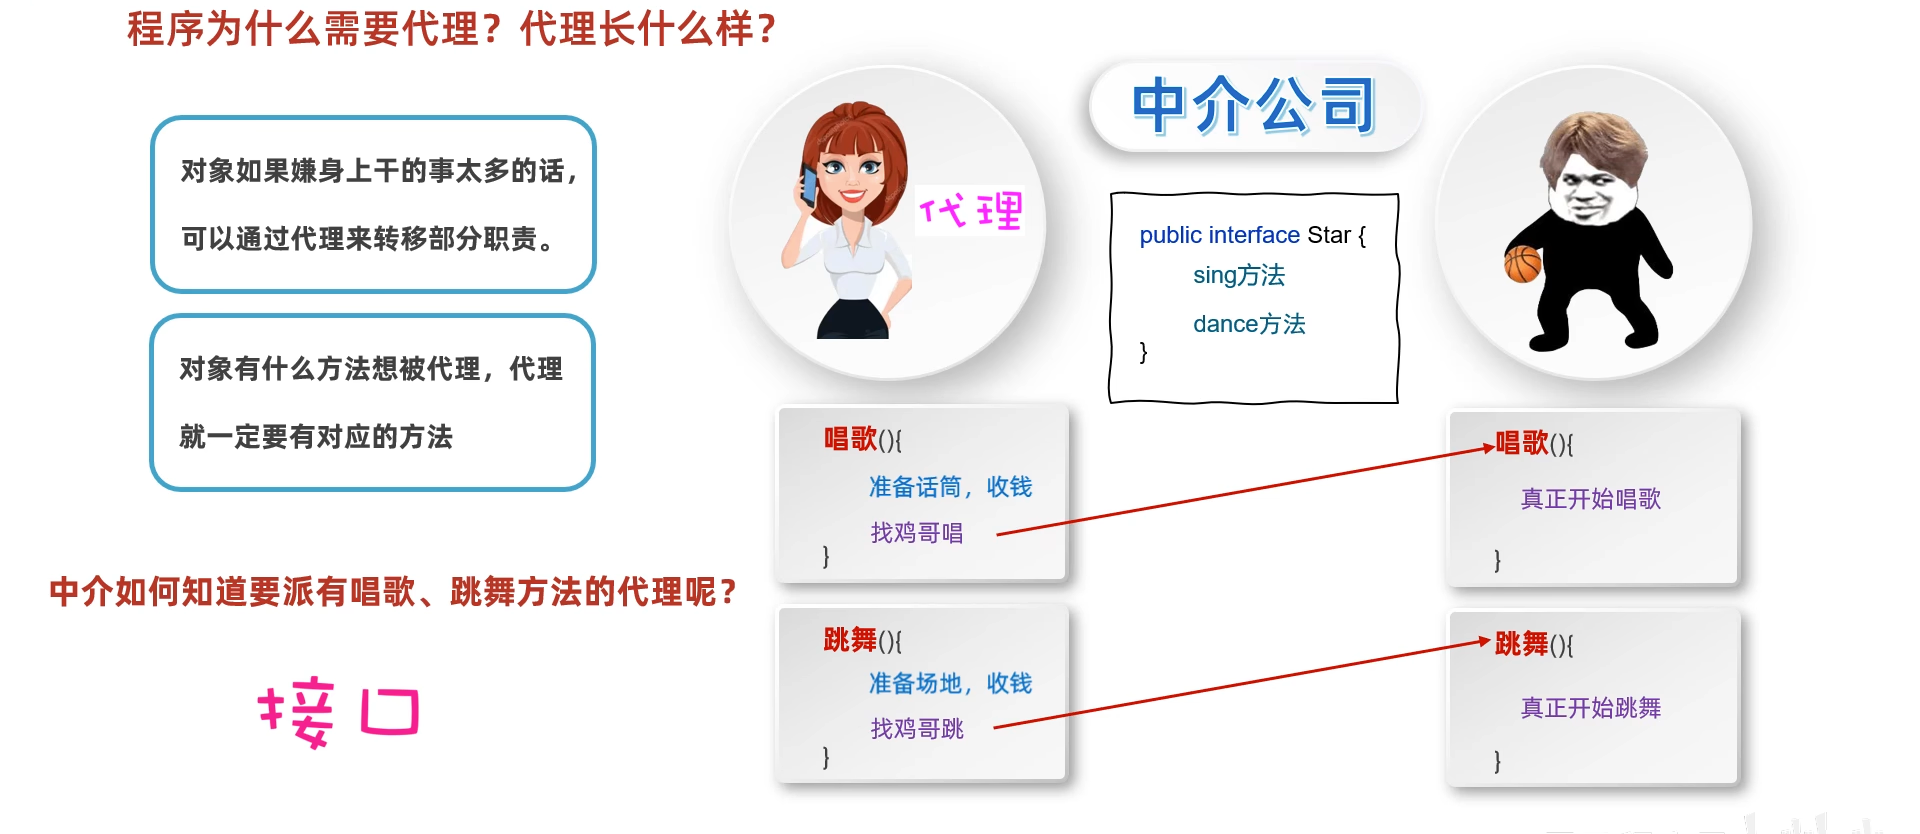 程序为什么需要代理？代理长什么样？
对象如果嫌身上干的事太多的话，
可以通过代理来转移部分职责。
对象有什么方法想被代理，代理
就一定要有对应的方法
中介如何知道要派有唱歌、跳舞方法的代理呢？
接口
代理
中介公司
public interface Star {
sing方法
dance方法
}
唱歌(){
准备话筒，收钱
找鸡哥唱
}
唱歌(){
真正开始唱歌
}
跳舞(){
准备场地，收钱
找鸡哥跳
}
跳舞(){
真正开始跳舞
}